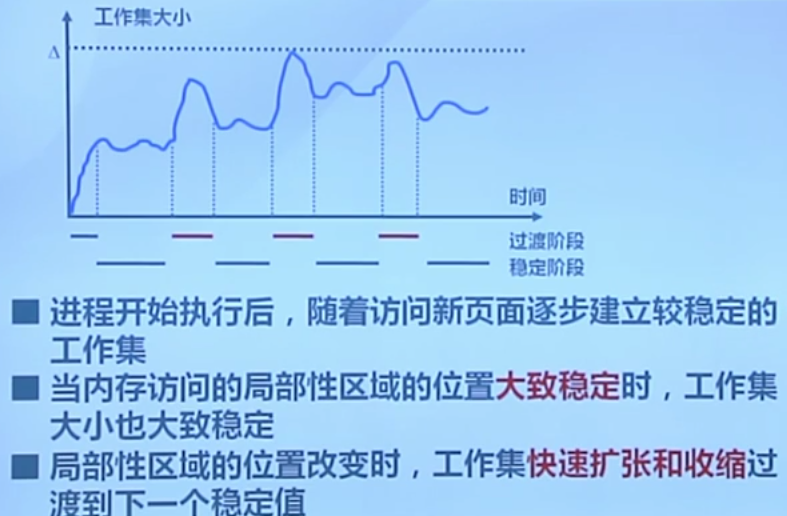 工作集大小
Δ
时间
过渡阶段
稳定阶段
■ 进程开始执行后，随着访问新页面逐步建立较稳定的
工作集
■ 当内存访问的局部性区域的位置大致稳定时，工作集
大小也大致稳定
■ 局部性区域的位置改变时，工作集快速扩张和收缩过
渡到下一个稳定值